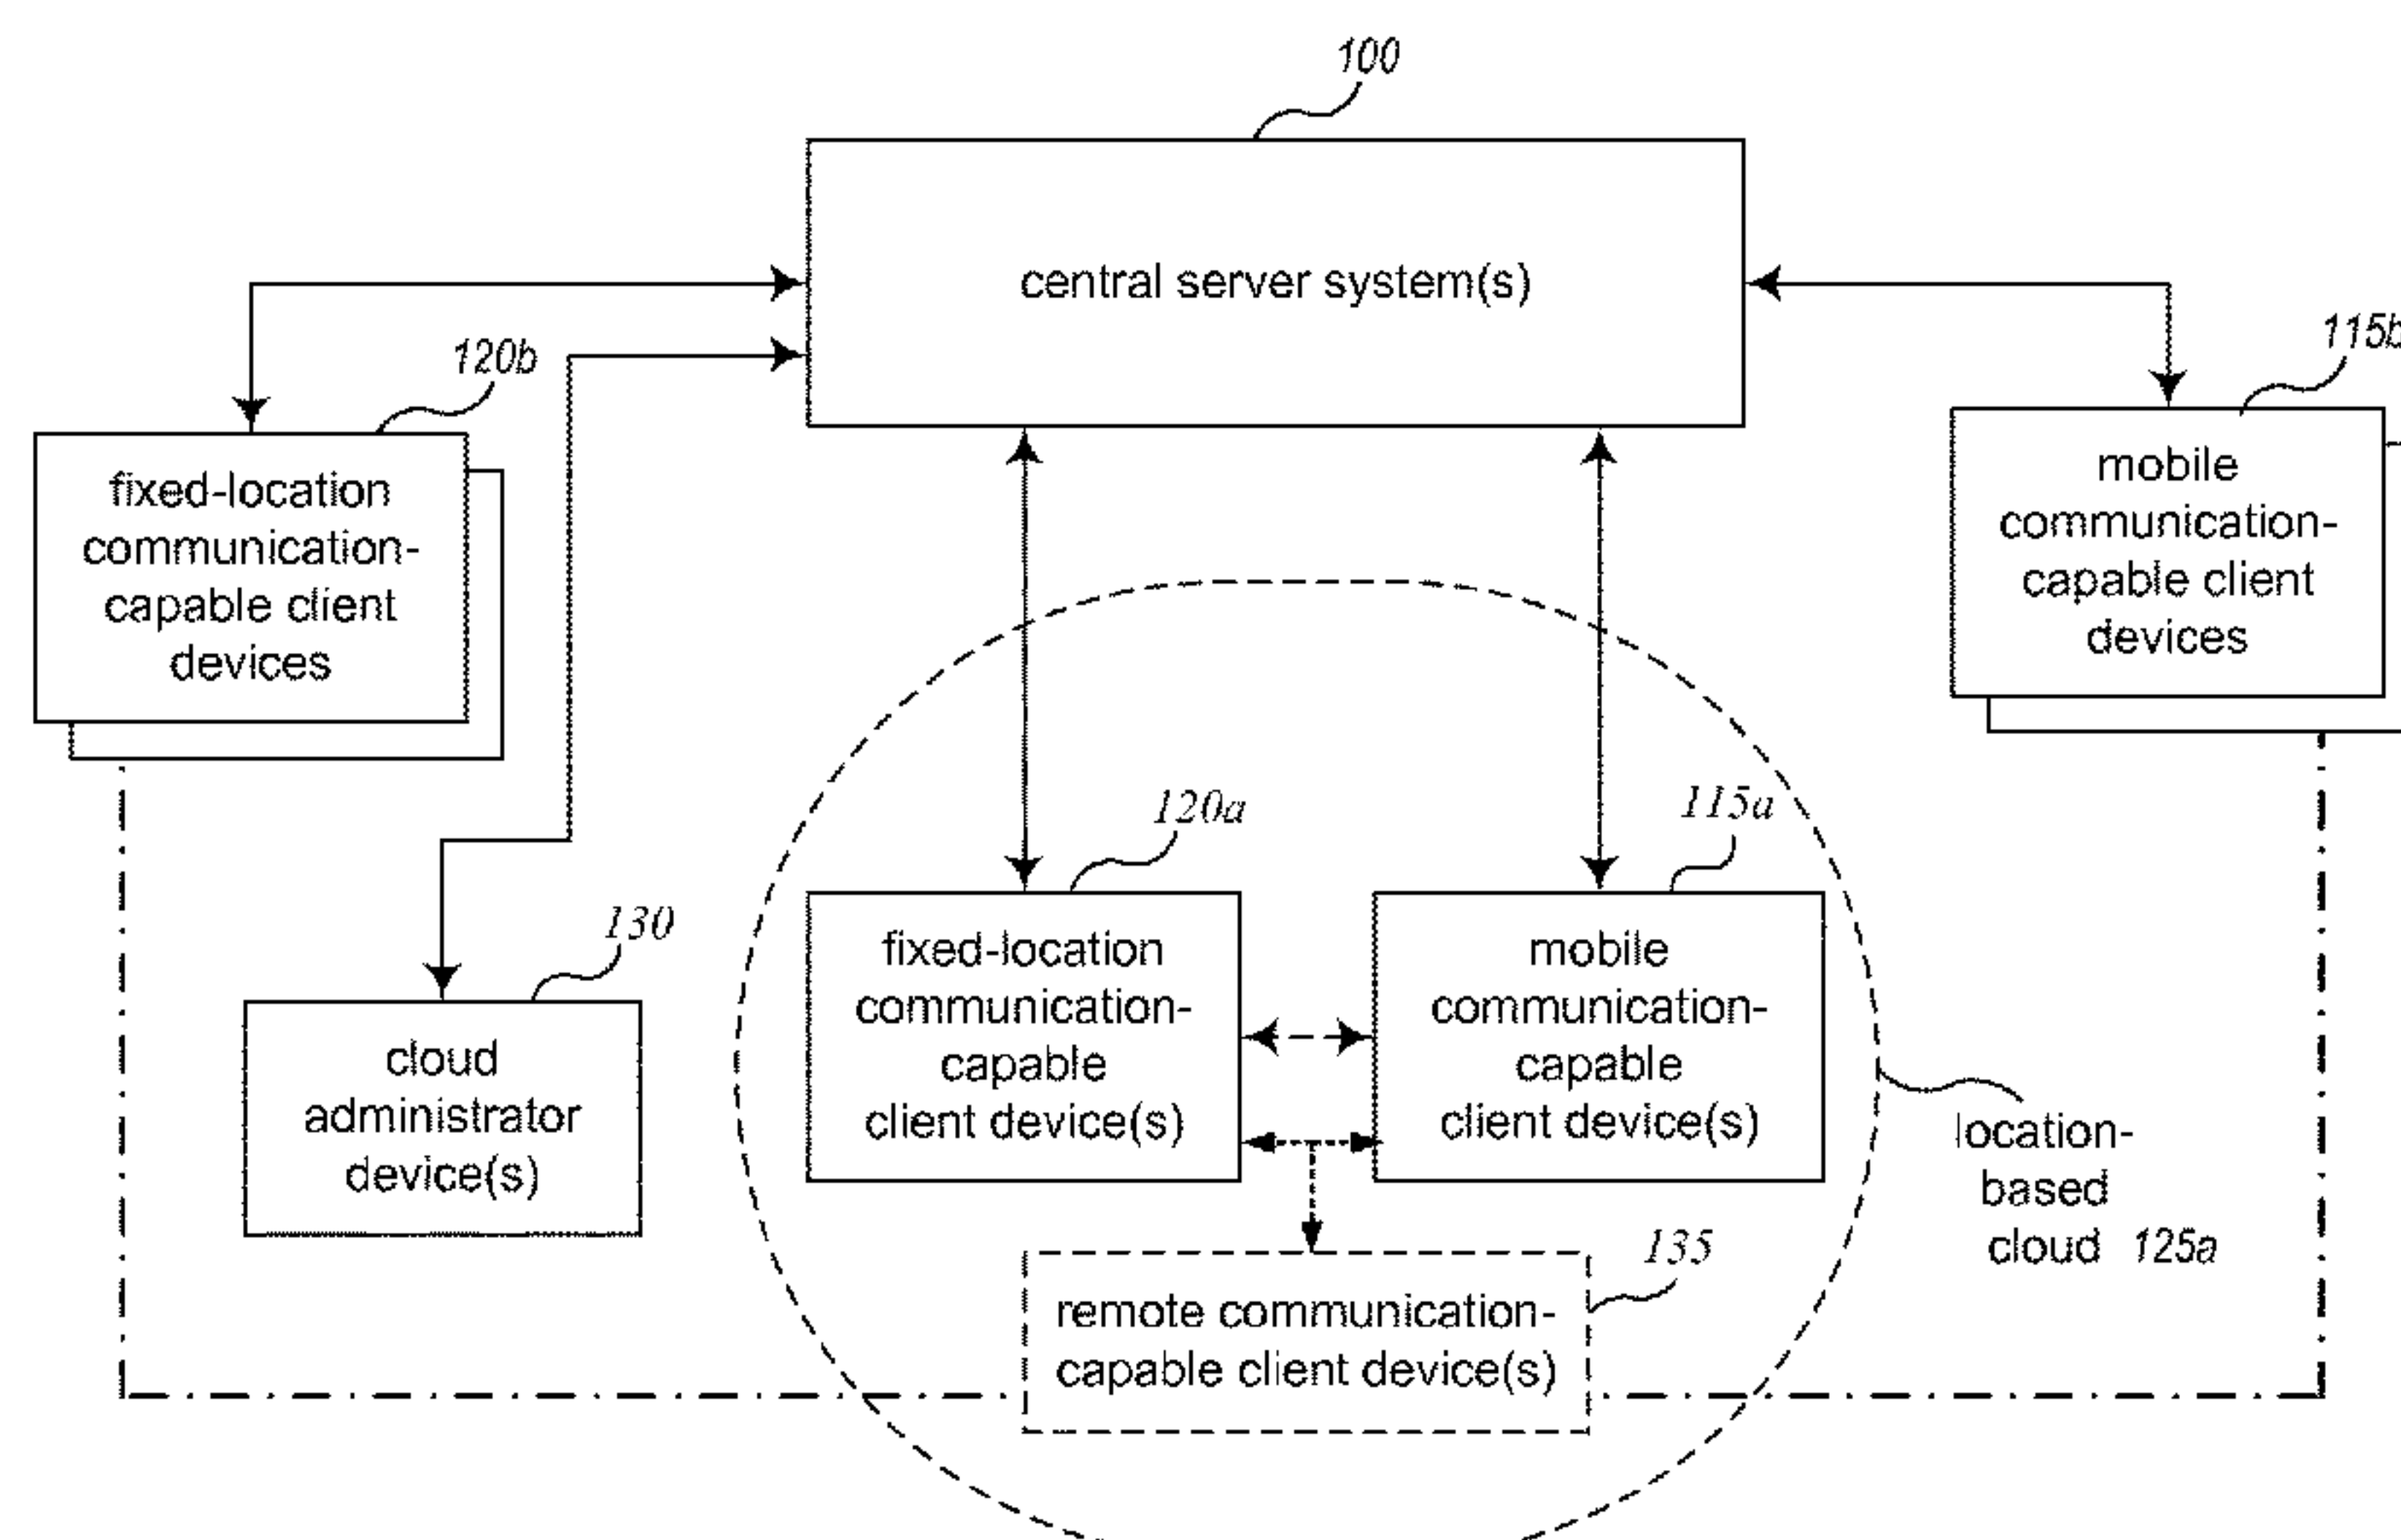 100
central server system(s)
120b
115b
fixed-location
communication-
capable client
devices
mobile
communication-
capable client
devices
120a
115a
130
fixed-location
communication-
capable
client device(s)
mobile
communication-
capable
client device(s)
cloud
administrator
device(s)
location-
based
cloud 125a
135
remote communication-
capable client device(s)